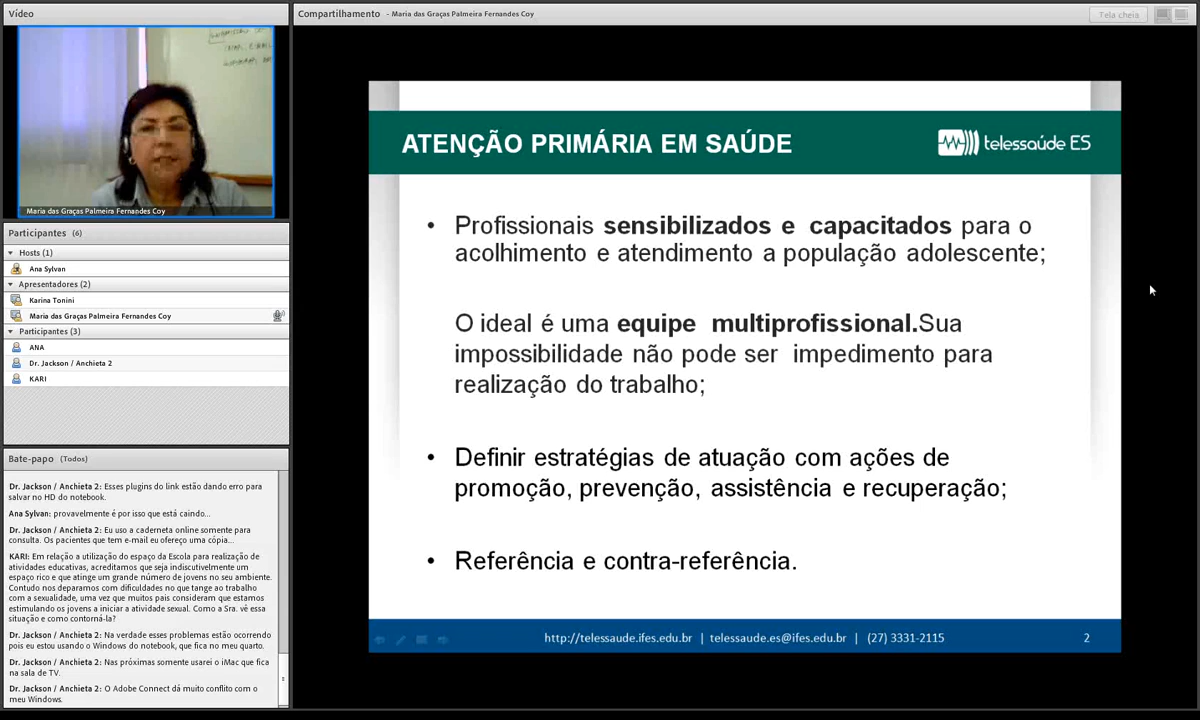 Vídeo
Maria das Graças Palmeira Fernandes Coy
Participantes (6)
Hosts (1)
Ana Sylvan
Apresentadores (2)
Karina Tonini
Maria das Graças Palmeira Fernandes Coy
Participantes (3)
ANA
Dr. Jackson / Anchieta 2
KARI
Bate-papo (Todos)
Dr. Jackson / Anchieta 2: Esses plugins do link estão dando erro para
salvar no HD do notebook.
Ana Sylvan: provavelmente é por isso que está caindo...
Dr. Jackson / Anchieta 2: Eu uso a caderneta online somente para
consulta. Os pacientes que tem e-mail eu ofereço uma cópia...
KARI: Em relação a utilização do espaço da Escola para realização de
atividades educativas, acreditamos que seja indiscutivelmente um
espaço rico e que atinge um grande número de jovens no seu ambiente.
Contudo nos deparamos com dificuldades no que tange ao trabalho
com a sexualidade, uma vez que muitos pais consideram que estamos
estimulando os jovens a iniciar a atividade sexual. Como a Sra. vê essa
situação e como contorná-la?
Dr. Jackson / Anchieta 2: Na verdade esses problemas estão ocorrendo
pois eu estou usando o Windows do notebook, que fica no meu quarto.
Dr. Jackson / Anchieta 2: Nas próximas somente usarei o iMac que fica
na sala de TV.
Dr. Jackson / Anchieta 2: O Adobe Connect dá muito conflito com o
meu Windows.
Compartilhamento - Maria das Graças Palmeira Fernandes Coy
Tela cheia
ATENÇÃO PRIMÁRIA EM SAÚDE
telessaúde ES
• Profissionais sensibilizados e capacitados para o
acolhimento e atendimento a população adolescente;
O ideal é uma equipe multiprofissional.Sua
impossibilidade não pode ser impedimento para
realização do trabalho;
• Definir estratégias de atuação com ações de
promoção, prevenção, assistência e recuperação;
• Referência e contra-referência.
http://telessaude.ifes.edu.br | telessaude.es@ifes.edu.br | (27) 3331-2115
2